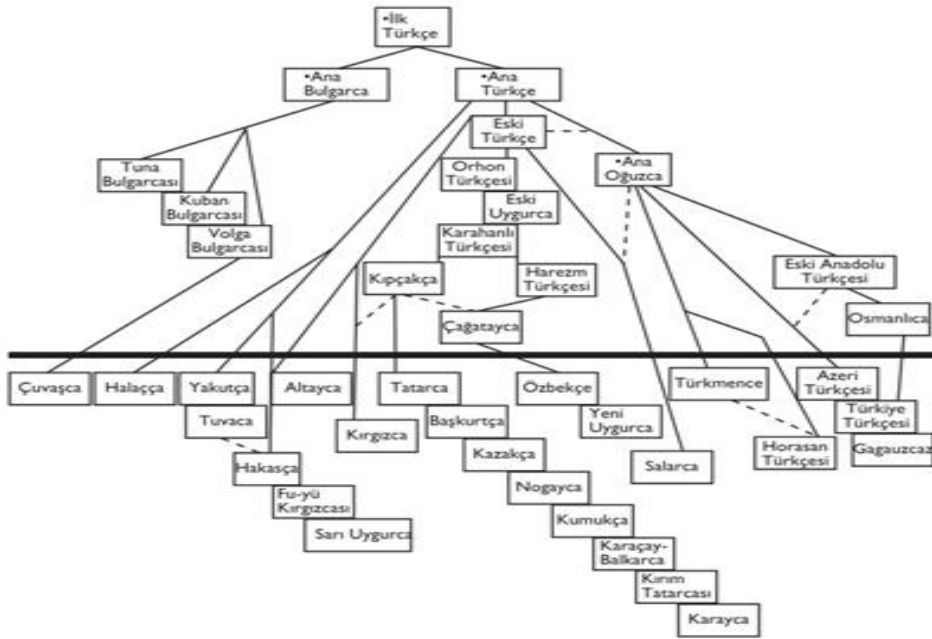 •İlk
Türkçe
•Ana
Bulgarca
•Ana
Türkçe
Eski
Türkçe
Tuna
Bulgarcası
Orhon
Türkçesi
•Ana
Oğuzca
Kuban
Bulgarcası
Eski
Uygurca
Volga
Bulgarcası
Karahanlı
Türkçesi
Kıpçakça
Harezm
Türkçesi
Eski Anadolu
Türkçesi
Çağatayca
Osmanlıca
Çuvaşça
Halaçça
Yakutça
Altayca
Tatarca
Özbekçe
Türkmence
Azeri
Türkçesi
Tuvaca
Kırgızca
Başkurtça
Yeni
Uygurca
Türkiye
Türkçesi
Hakasça
Kazakça
Salarca
Horasan
Türkçesi
Gagauzcaz
Fu-yü
Kırgızcası
Nogayca
Sarı Uygurca
Kumukça
Karaçay-
Balkarca
Kırım
Tatarcası
Karayca